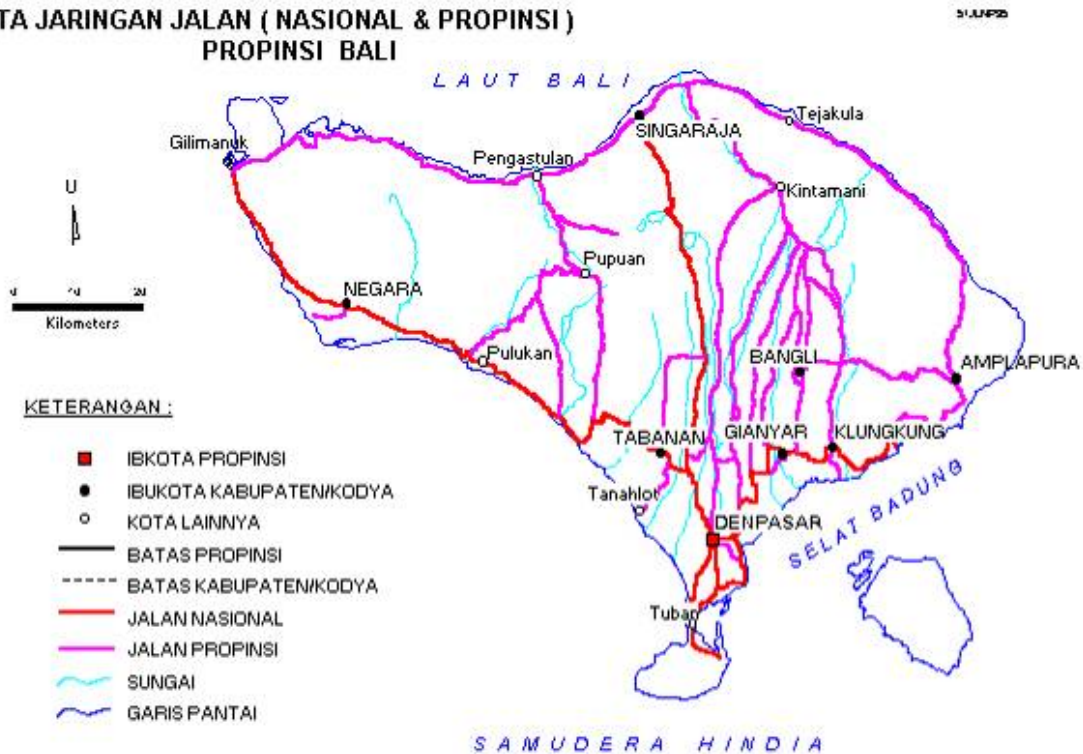 TA JARINGAN JALAN ( NASIONAL & PROPINSI )
PROPINSI BALI
LAUT BALI
Tejakula
SINGARAJA
Gilimanuk
Pengastulan
Kintamani
U
Pupuan
NEGARA
20
Kilometers
Pulukan
BANGLI
AMPLAPURA
KETERANGAN :
TABANAN
GIANYAR
KLUNGKUNG
IBKOTA PROPINSI
IBUKOTA KABUPATEN/KODYA
Tanahlot
KOTA LAINNYA
DENPASAR
SELAT BADUNG
BATAS PROPINSI
BATAS KABUPATEN/KODYA
JALAN NASIONAL
Tuban
JALAN PROPINSI
SUNGAI
GARIS PANTAI
SAMUDERA HINDIA